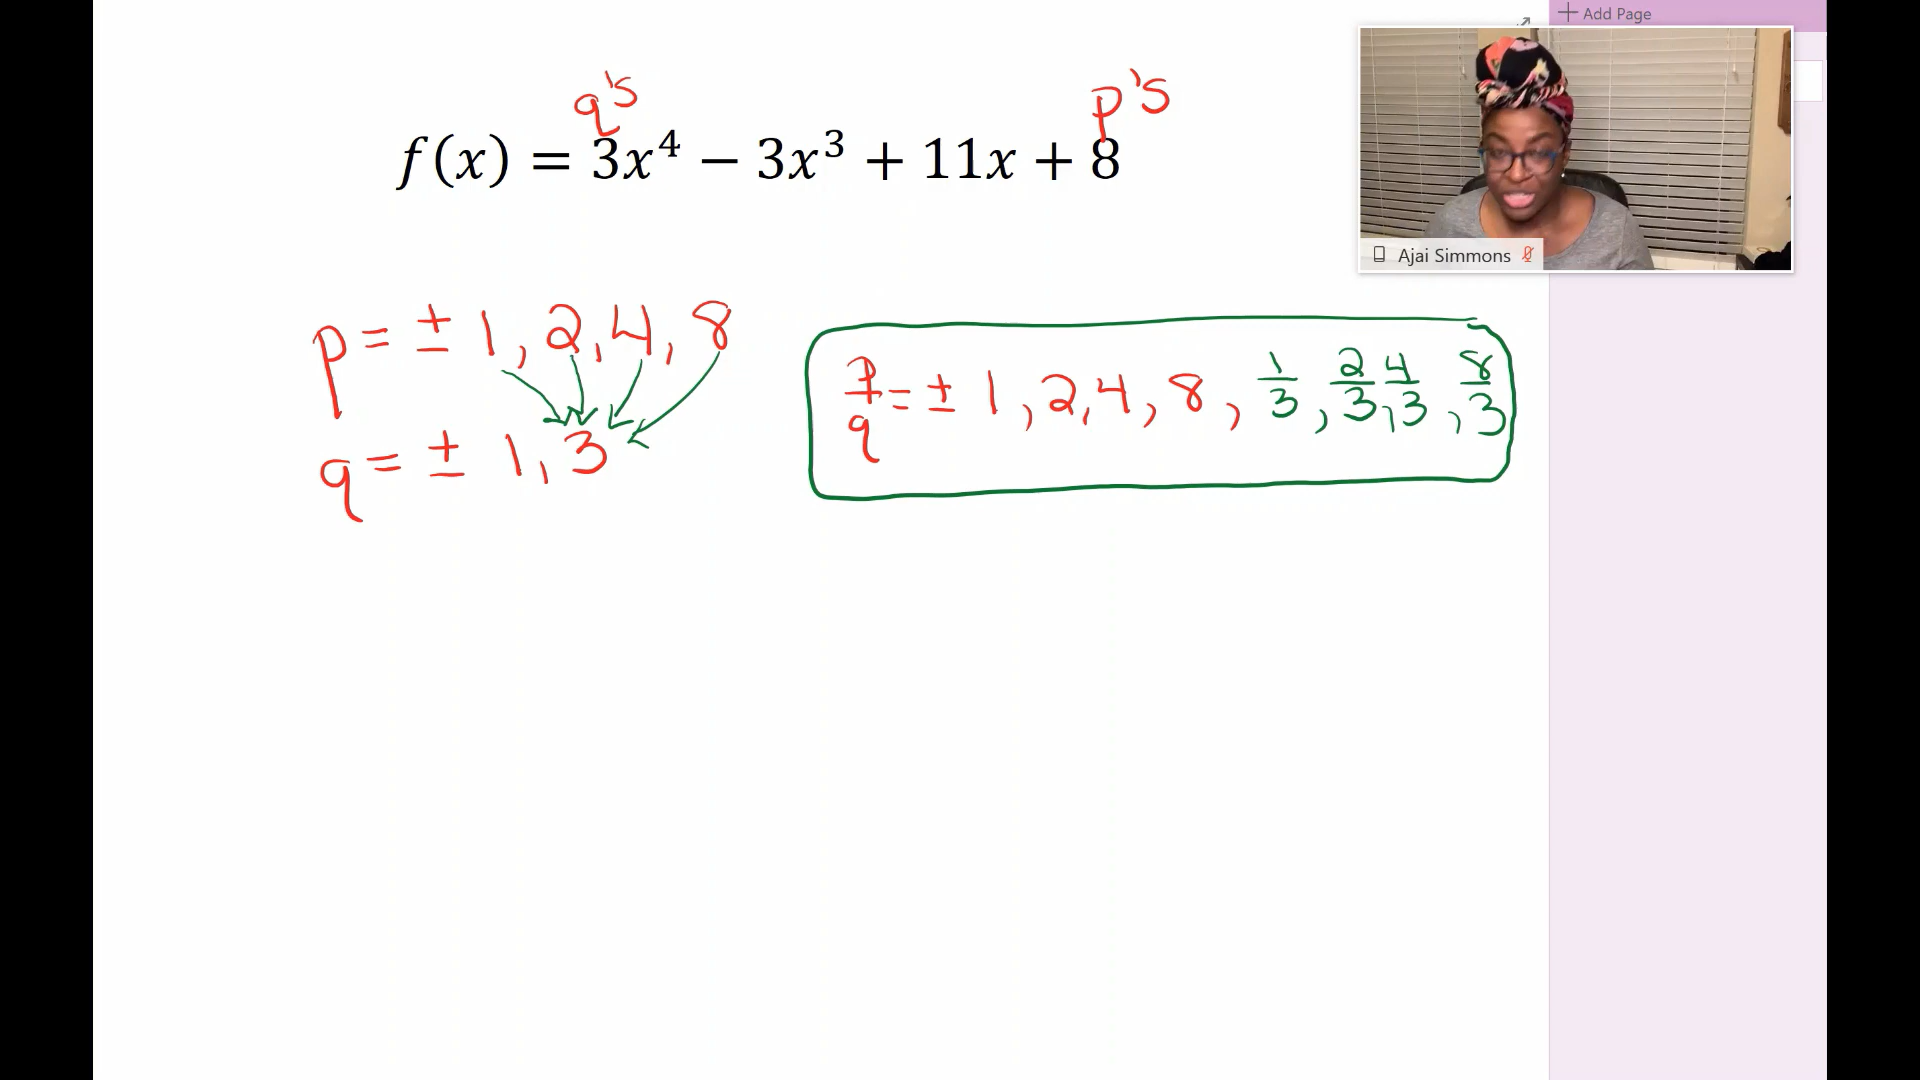 Add Page
q's
p's
f(x) = 3x⁴ − 3x³ + 11x + 8
Ajai Simmons
p = ± 1, 2, 4, 8
q = ± 1, 3
p/q = ± 1, 2, 4, 8, 1/3, 2/3, 4/3, 8/3